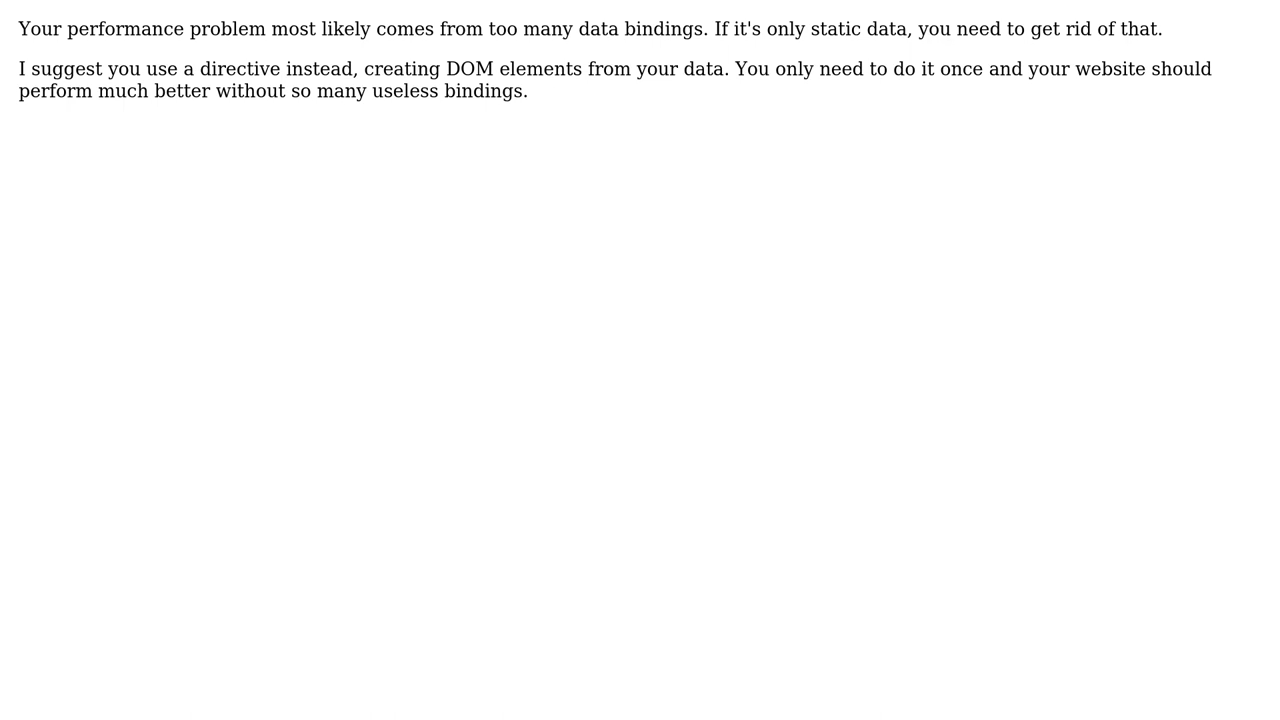 Your performance problem most likely comes from too many data bindings. If it's only static data, you need to get rid of that.
I suggest you use a directive instead, creating DOM elements from your data. You only need to do it once and your website should
perform much better without so many useless bindings.